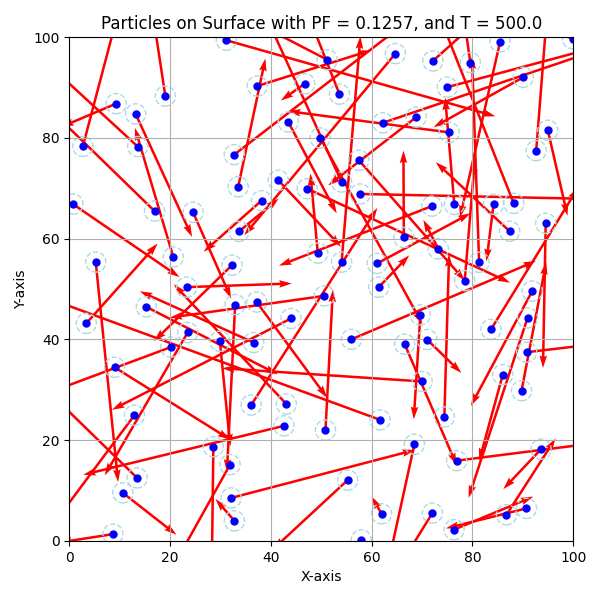 Particles on Surface with PF = 0.1257, and T = 500.0
100
80
60
40
20
0
Y-axis
0 20 40 60 80 100
X-axis